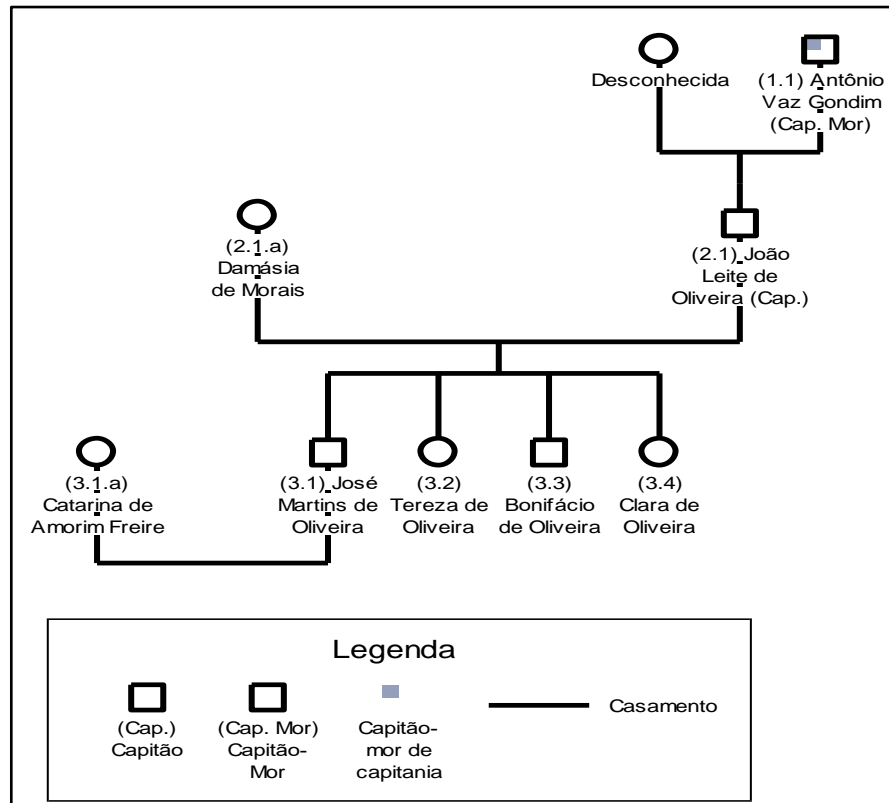 Desconhecida
(1.1) Antônio
Vaz Gondim
(Cap. Mor)
(2.1.a)
Damásia
de Morais
(2.1) João
Leite de
Oliveira (Cap.)
(3.1.a)
Catarina de
Amorim Freire
(3.1) José
Martins de
Oliveira
(3.2)
Tereza de
Oliveira
(3.3)
Bonifácio
de Oliveira
(3.4)
Clara de
Oliveira
Legenda
(Cap.)
Capitão
(Cap. Mor)
Capitão-
Mor
Capitão-
mor de
capitania
Casamento